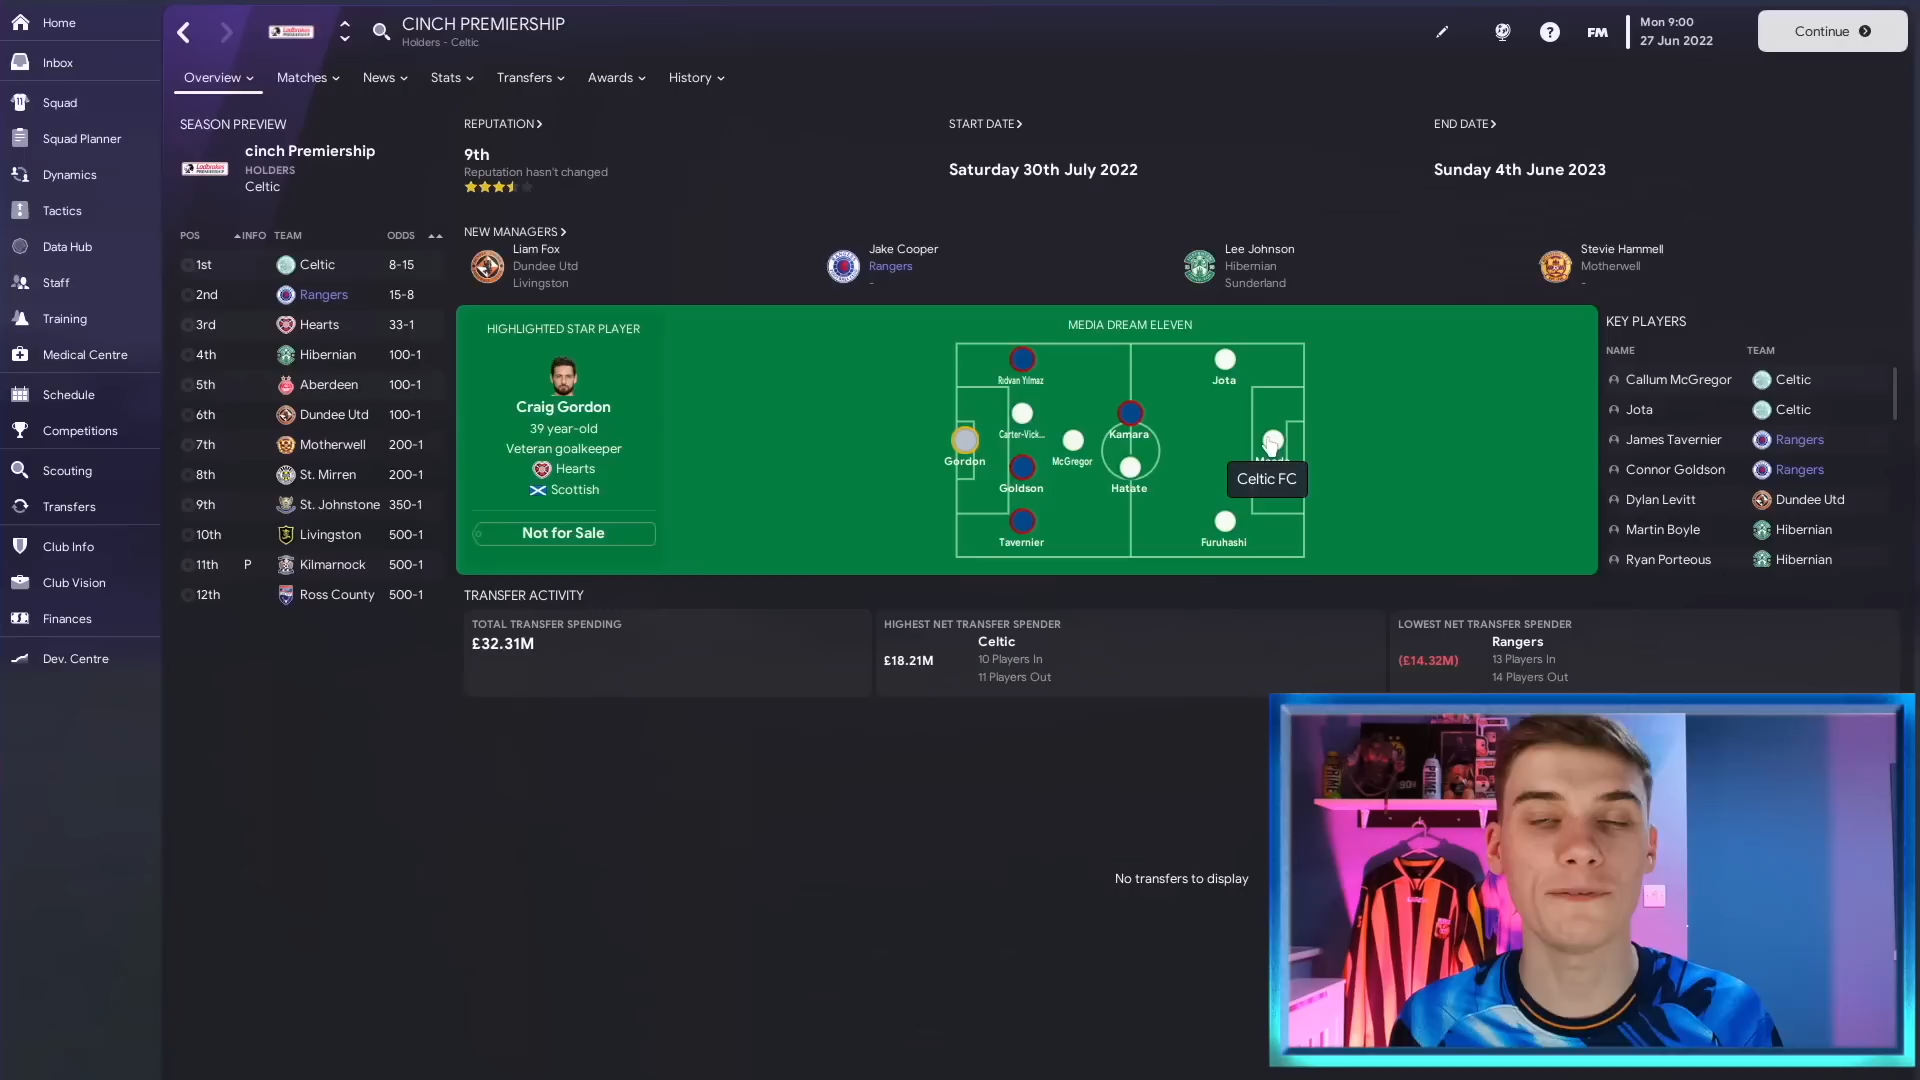 Home
Inbox
Squad
Squad Planner
Dynamics
Tactics
Data Hub
Staff
Training
Medical Centre
Schedule
Competitions
Scouting
Transfers
Club Info
Club Vision
Finances
Dev. Centre
CINCH PREMIERSHIP
Holders - Celtic
FM
Mon 9:00
27 Jun 2022
Continue
Overview
Matches
News
Stats
Transfers
Awards
History
SEASON PREVIEW
cinch Premiership
HOLDERS
Celtic
REPUTATION
9th
Reputation hasn't changed
START DATE
Saturday 30th July 2022
END DATE
Sunday 4th June 2023
POS INFO TEAM ODDS
1st Celtic 8-15
2nd Rangers 15-8
3rd Hearts 33-1
4th Hibernian 100-1
5th Aberdeen 100-1
6th Dundee Utd 100-1
7th Motherwell 200-1
8th St. Mirren 200-1
9th St. Johnstone 350-1
10th Livingston 500-1
11th P Kilmarnock 500-1
12th Ross County 500-1
NEW MANAGERS
Liam Fox
Dundee Utd
Livingston
Jake Cooper
Rangers
-
Lee Johnson
Hibernian
Sunderland
Stevie Hammell
Motherwell
-
HIGHLIGHTED STAR PLAYER
Craig Gordon
39 year-old
Veteran goalkeeper
Hearts
Scottish
Not for Sale
MEDIA DREAM ELEVEN
Rıdvan Yılmaz
Jota
Carter-Vick...
Kamara
Gordon
McGregor
Goldson
Hatate
Celtic FC
Tavernier
Furuhashi
KEY PLAYERS
NAME TEAM
Callum McGregor Celtic
Jota Celtic
James Tavernier Rangers
Connor Goldson Rangers
Dylan Levitt Dundee Utd
Martin Boyle Hibernian
Ryan Porteous Hibernian
TRANSFER ACTIVITY
TOTAL TRANSFER SPENDING
£32.31M
HIGHEST NET TRANSFER SPENDER
Celtic
£18.21M
10 Players In
11 Players Out
LOWEST NET TRANSFER SPENDER
Rangers
(£14.32M)
13 Players In
14 Players Out
No transfers to display
PRIME